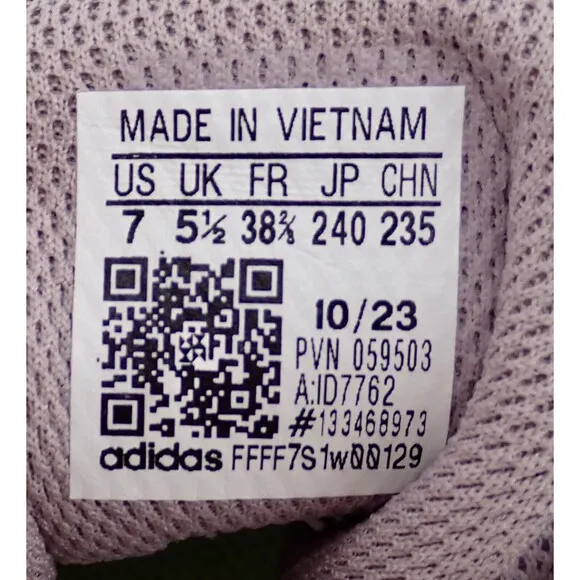 MADE IN VIETNAM
US UK FR JP CHN
7 5½ 38⅔ 240 235
10/23
PVN 059503
A:ID7762
#133468973
adidas FFFF7S1w00129